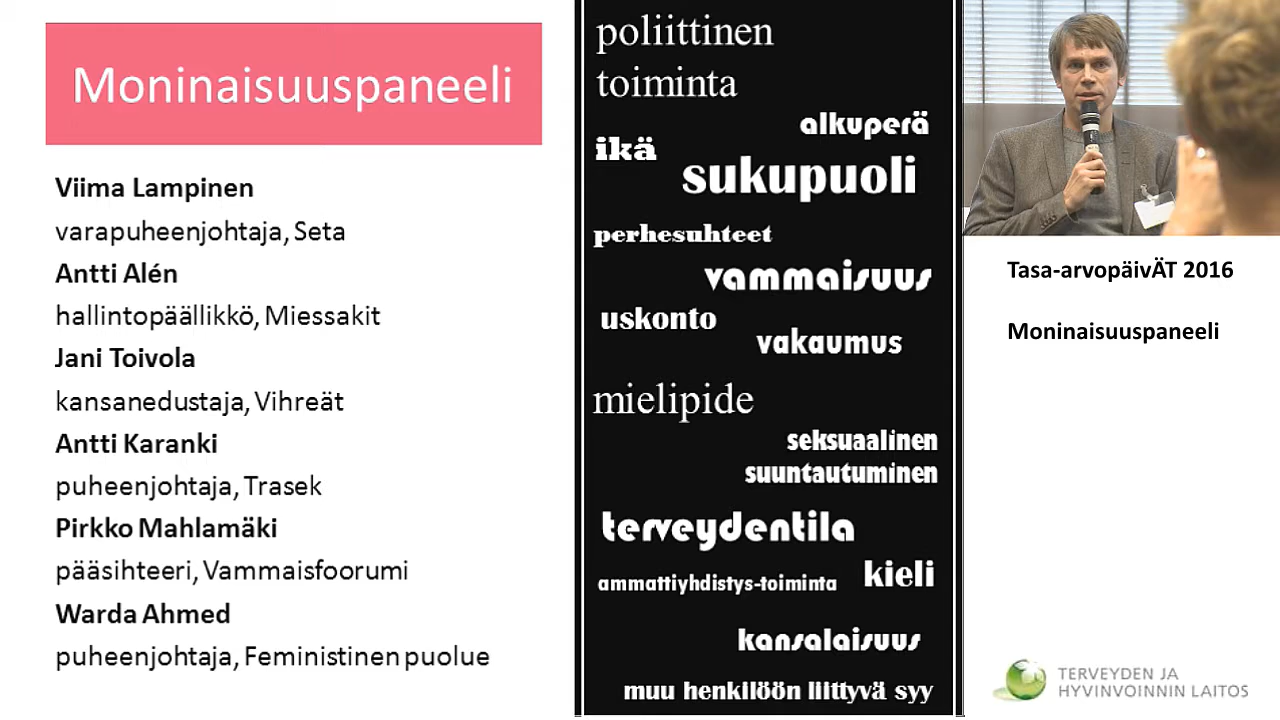 Moninaisuuspaneeli
Viima Lampinen
varapuheenjohtaja, Seta
Antti Alén
hallintopäällikkö, Miessakit
Jani Toivola
kansanedustaja, Vihreät
Antti Karanki
puheenjohtaja, Trasek
Pirkko Mahlamäki
pääsihteeri, Vammaisfoorumi
Warda Ahmed
puheenjohtaja, Feministinen puolue
poliittinen
toiminta
alkuperä
ikä
sukupuoli
perhesuhteet
vammaisuus
uskonto
vakaumus
mielipide
seksuaalinen
suuntautuminen
terveydentila
ammattiyhdistys-toiminta
kieli
kansalaisuus
muu henkilöön liittyvä syy
Tasa-arvopäivÄT 2016
Moninaisuuspaneeli
TERVEYDEN JA
HYVINVOINNIN LAITOS